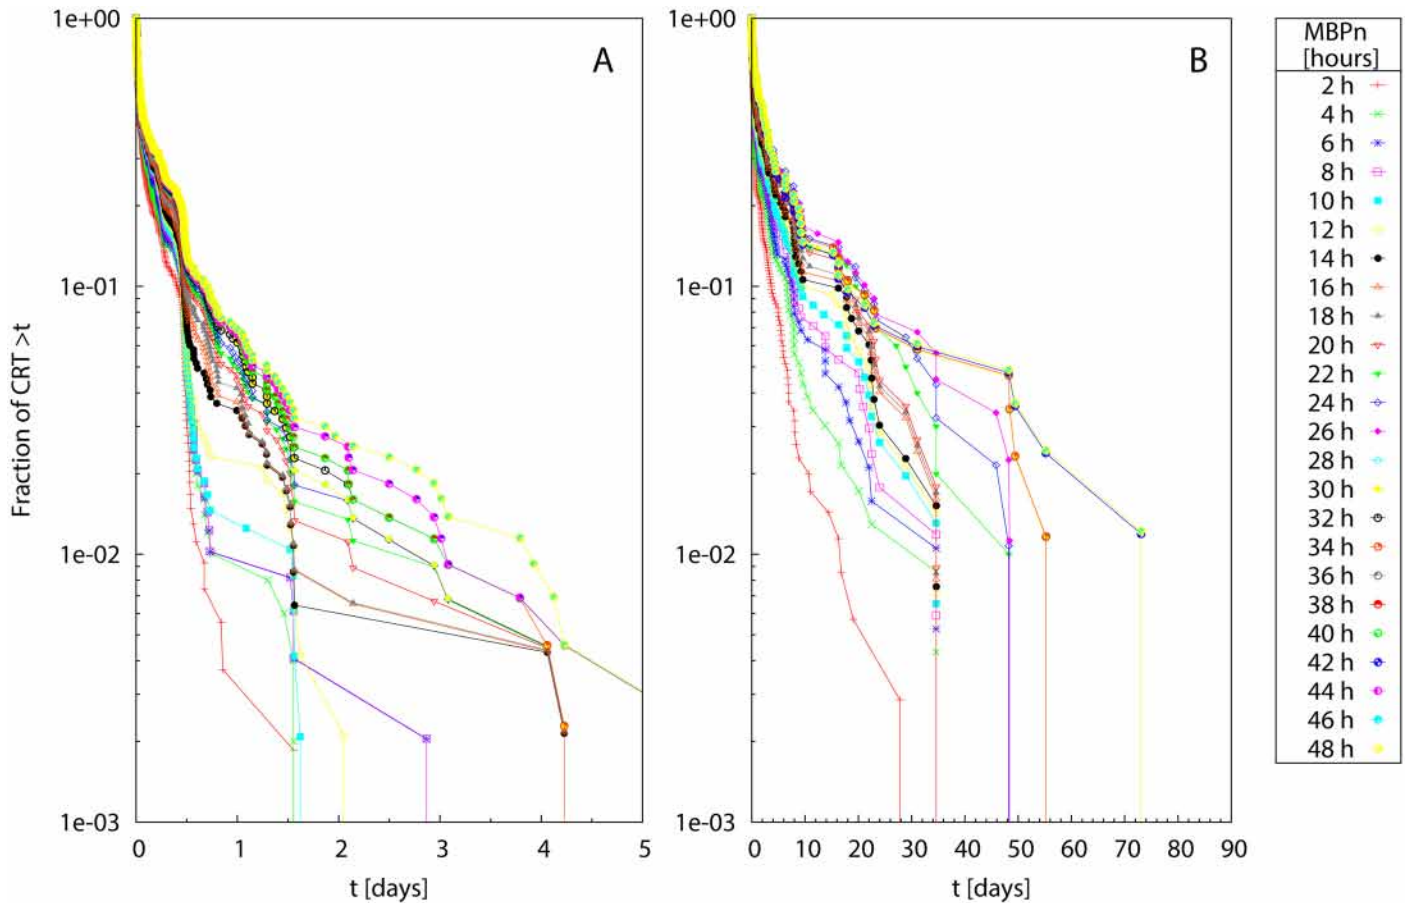 Fraction of CRT >t
1e+00
1e-01
1e-02
1e-03
A
0 1 2 3 4 5
t [days]
1e+00
1e-01
1e-02
1e-03
B
0 10 20 30 40 50 60 70 80 90
t [days]
MBPn
[hours]
2 h
4 h
6 h
8 h
10 h
12 h
14 h
16 h
18 h
20 h
22 h
24 h
26 h
28 h
30 h
32 h
34 h
36 h
38 h
40 h
42 h
44 h
46 h
48 h